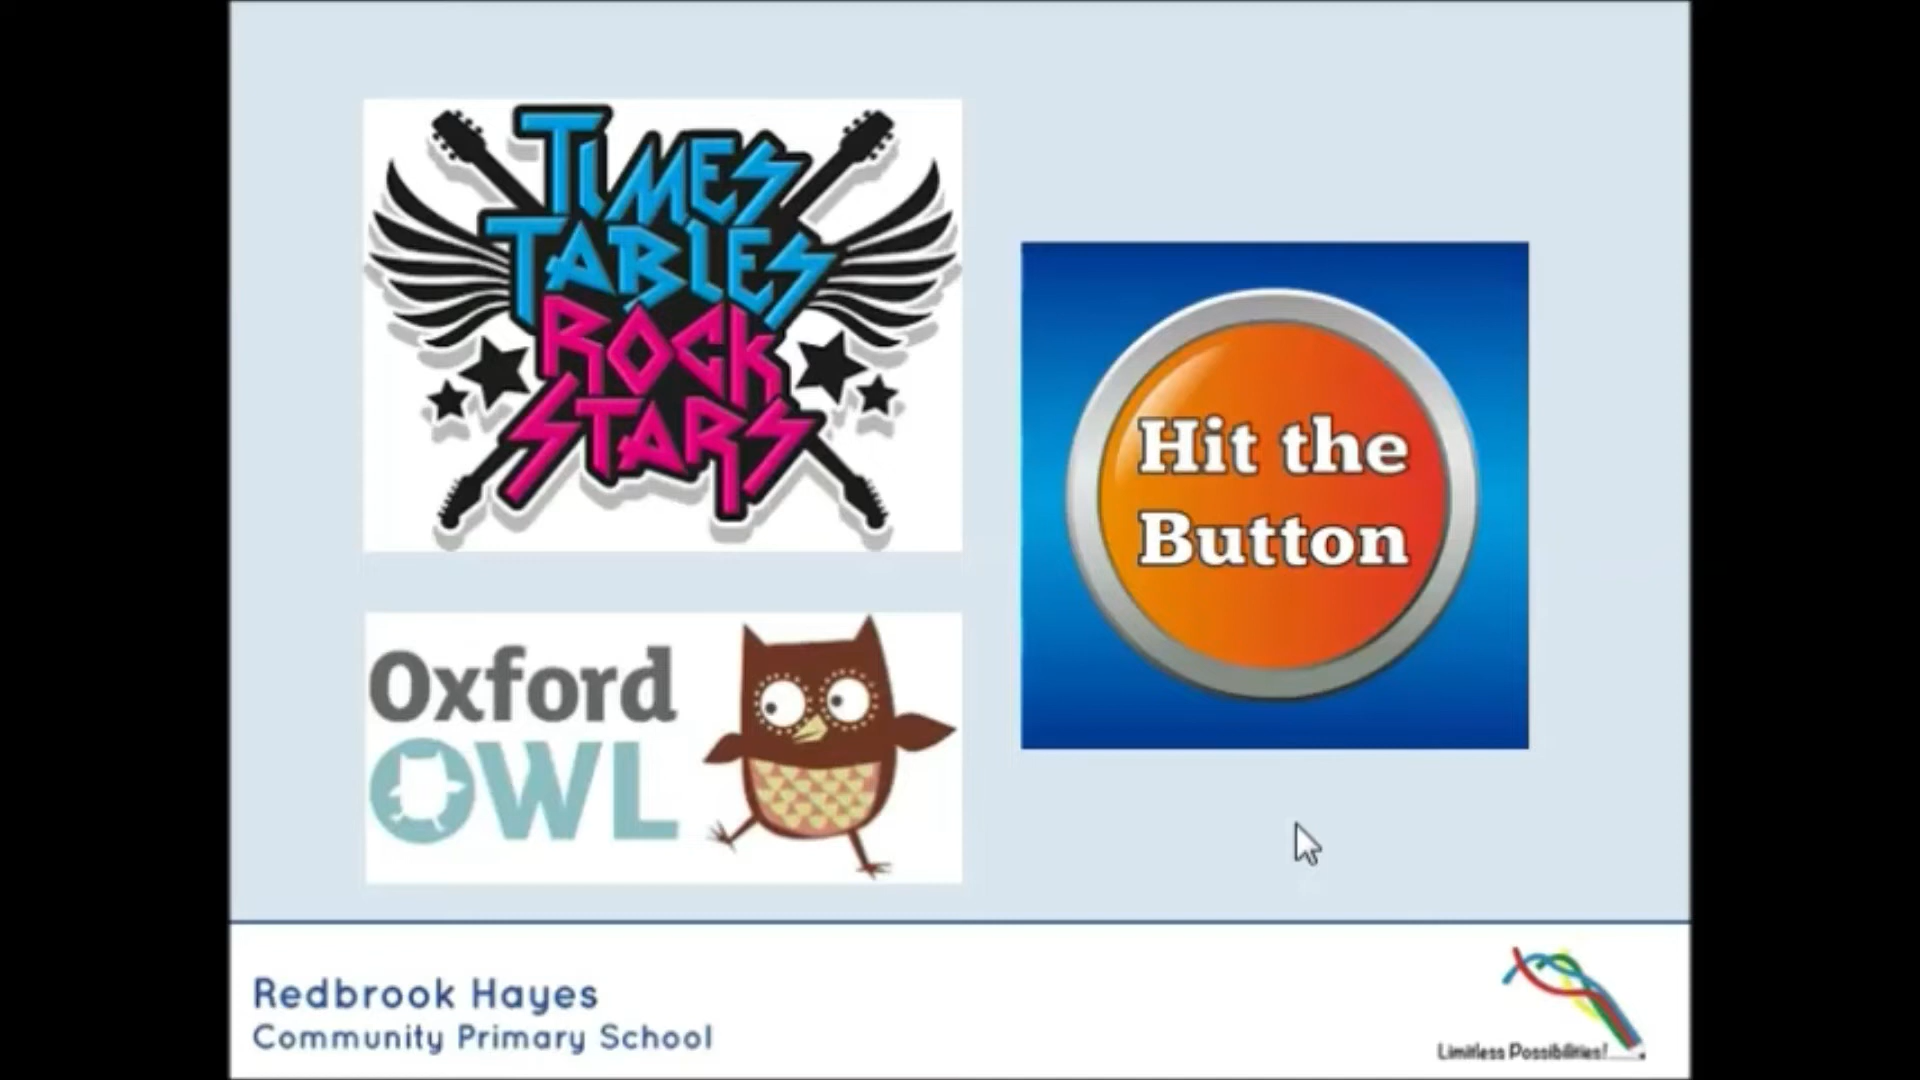 TIMES
TABLES
ROCK
STARS
Hit the
Button
Oxford
OWL
Redbrook Hayes
Community Primary School
Limitless Possibilities!